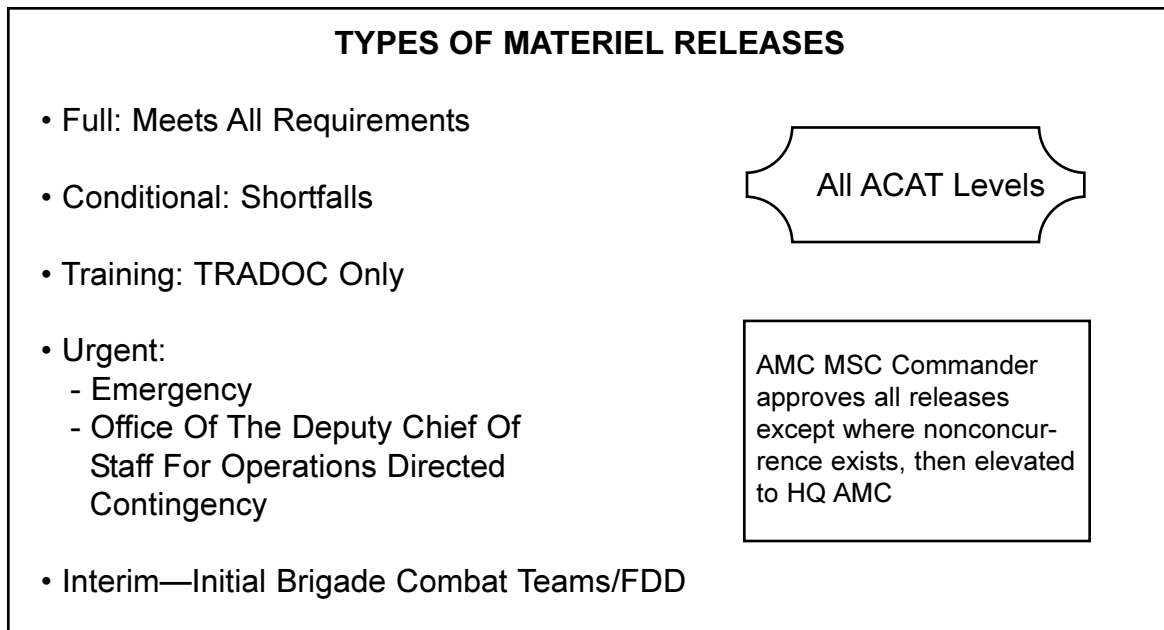 TYPES OF MATERIEL RELEASES
• Full: Meets All Requirements
• Conditional: Shortfalls
• Training: TRADOC Only
• Urgent:
- Emergency
- Office Of The Deputy Chief Of
Staff For Operations Directed
Contingency
• Interim—Initial Brigade Combat Teams/FDD
All ACAT Levels
AMC MSC Commander
approves all releases
except where nonconcur-
rence exists, then elevated
to HQ AMC